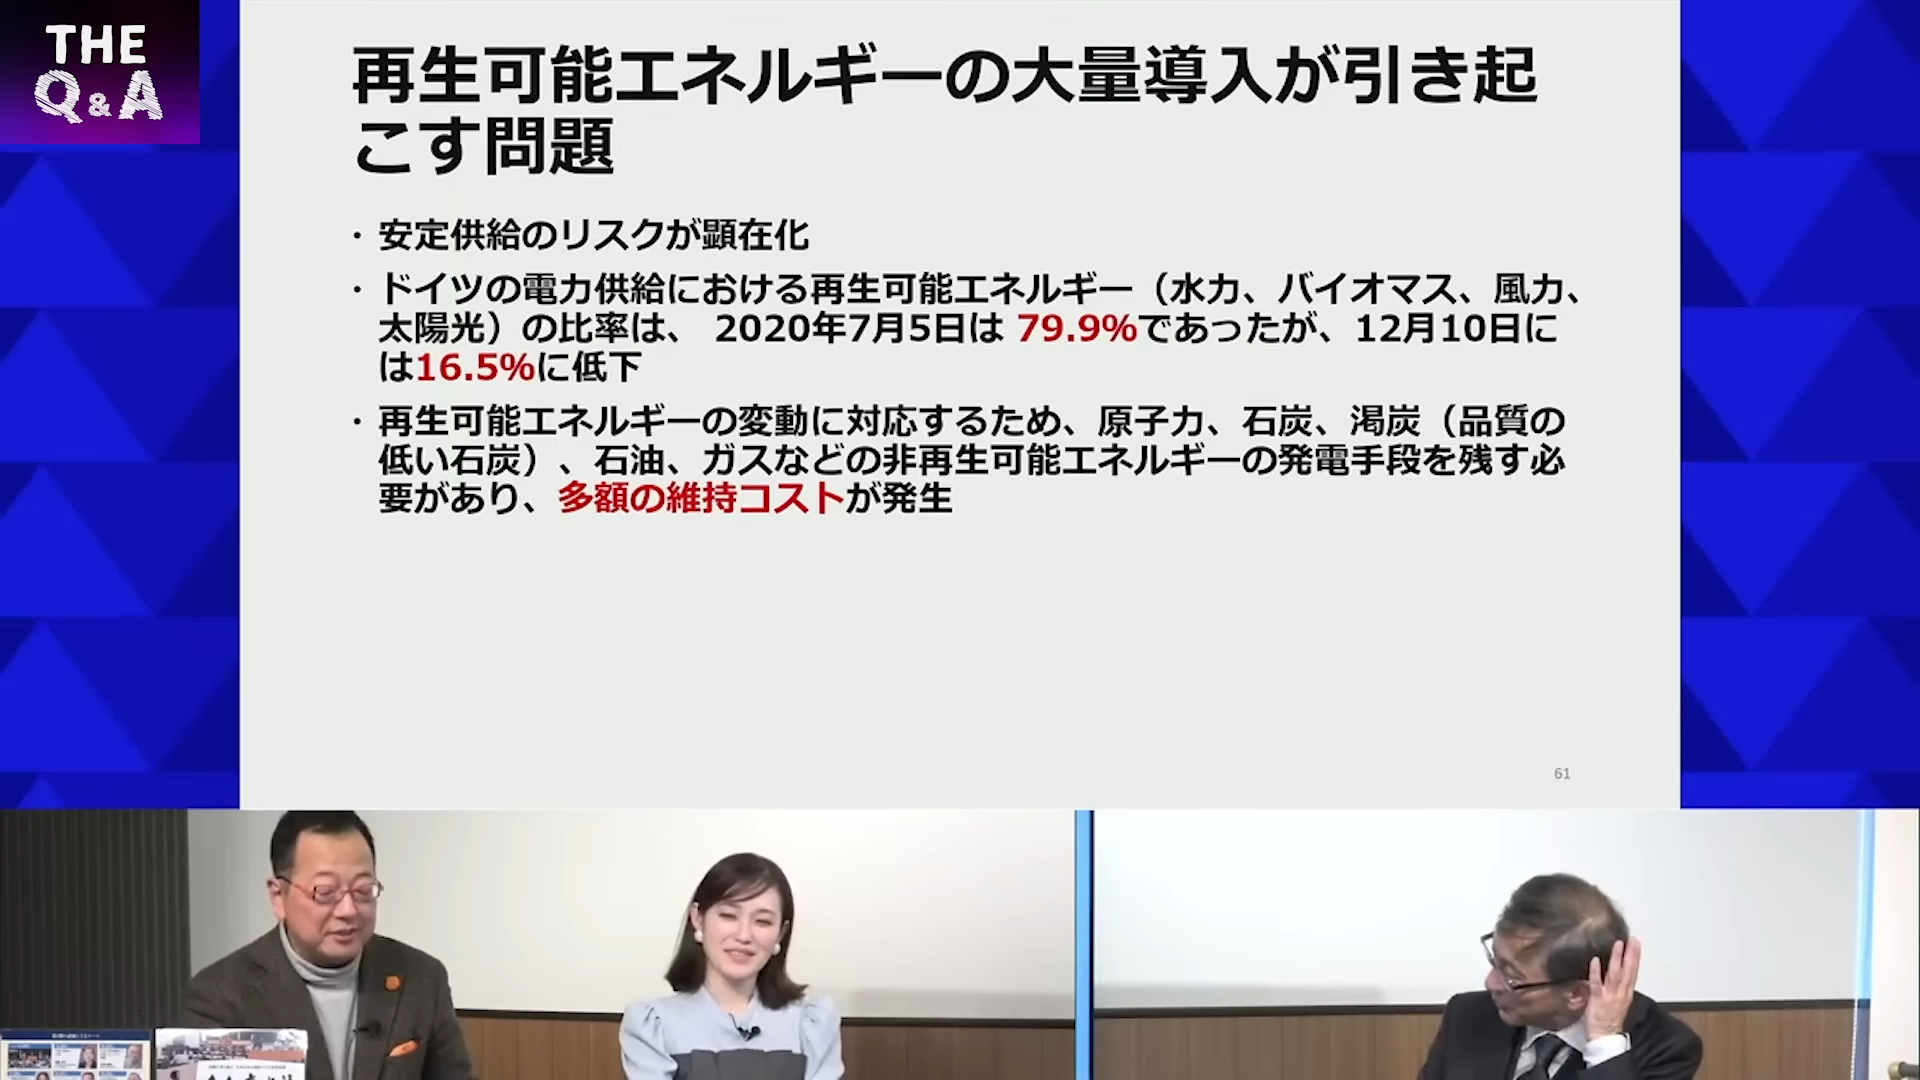 THE
Q&A
再生可能エネルギーの大量導入が引き起
こす問題
・安定供給のリスクが顕在化
・ドイツの電力供給における再生可能エネルギー（水力、バイオマス、風力、
太陽光）の比率は、 2020年7月5日は 79.9%であったが、12月10日に
は16.5%に低下
・再生可能エネルギーの変動に対応するため、原子力、石炭、渇炭（品質の
低い石炭）、石油、ガスなどの非再生可能エネルギーの発電手段を残す必
要があり、多額の維持コストが発生
61